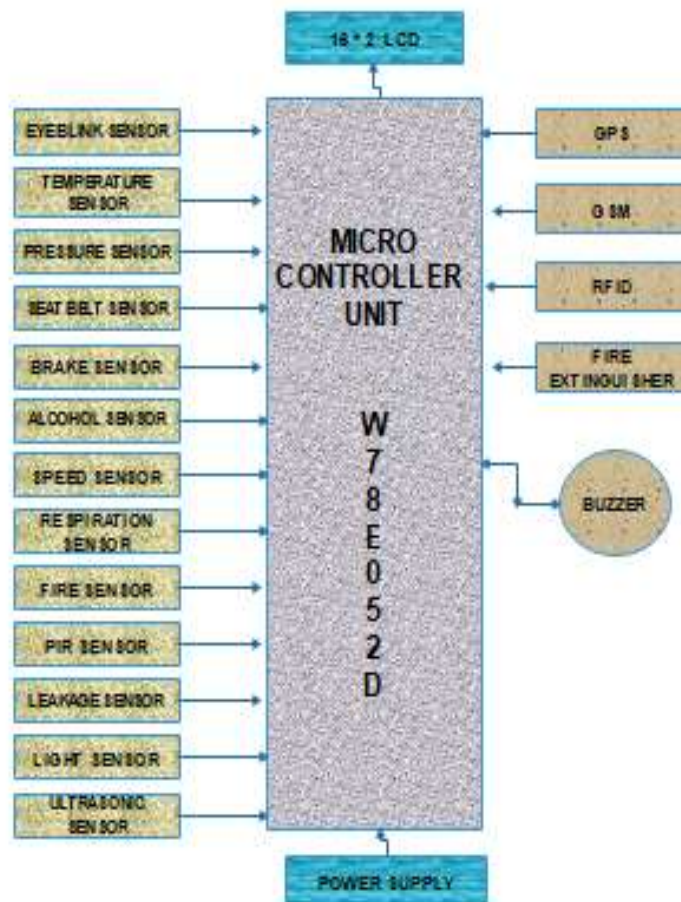 16 * 2 LCD
EYEBLINK SENSOR
TEMPERATURE
SENSOR
PRESSURE SENSOR
SEAT BELT SENSOR
BRAKE SENSOR
ALCOHOL SENSOR
SPEED SENSOR
RESPIRATION
SENSOR
FIRE SENSOR
PIR SENSOR
LEAKAGE SENSOR
LIGHT SENSOR
ULTRASONIC
SENSOR
MICRO
CONTROLLER
UNIT
W
7
8
E
0
5
2
D
GPS
GSM
RFID
FIRE
EXTINGUISHER
BUZZER
POWER SUPPLY